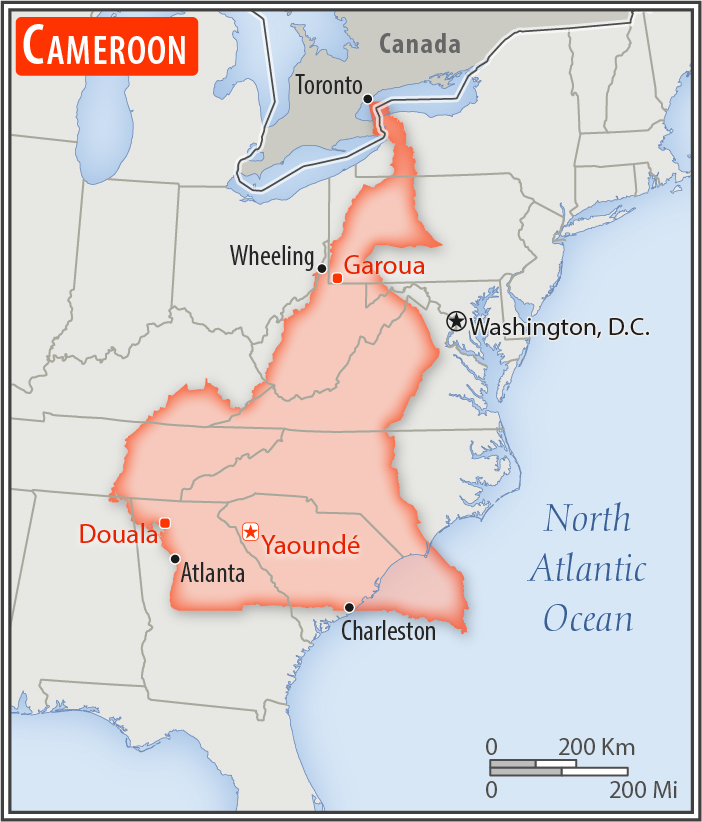 CAMEROON
Canada
Toronto
Wheeling
Garoua
Washington, D.C.
Douala
Yaoundé
Atlanta
Charleston
North
Atlantic
Ocean
0 200 Km
0 200 Mi